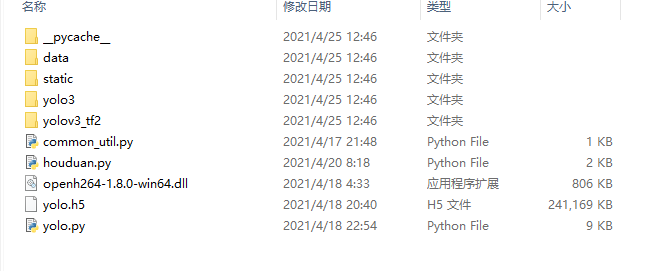 名称 修改日期 类型 大小
__pycache__ 2021/4/25 12:46 文件夹
data 2021/4/25 12:46 文件夹
static 2021/4/25 12:46 文件夹
yolo3 2021/4/25 12:46 文件夹
yolov3_tf2 2021/4/25 12:46 文件夹
common_util.py 2021/4/17 21:48 Python File 1 KB
houduan.py 2021/4/20 8:18 Python File 2 KB
openh264-1.8.0-win64.dll 2021/4/18 4:33 应用程序扩展 806 KB
yolo.h5 2021/4/18 20:40 H5 文件 241,169 KB
yolo.py 2021/4/18 22:54 Python File 9 KB